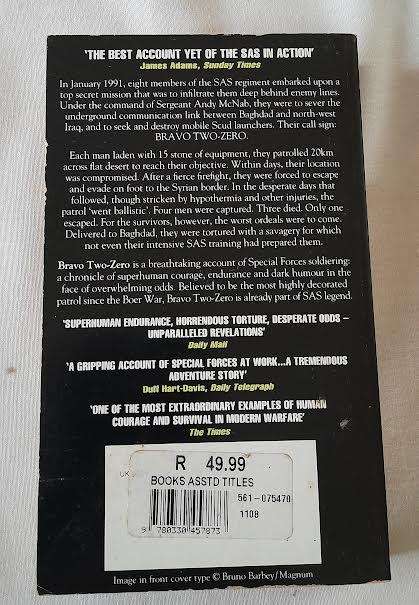 'THE BEST ACCOUNT YET OF THE SAS IN ACTION'
James Adams, Sunday Times
In January 1991, eight members of the SAS regiment embarked upon a
top secret mission that was to infiltrate them deep behind enemy lines.
Under the command of Sergeant Andy McNab, they were to sever the
underground communication link between Baghdad and north-west
Iraq, and to seek and destroy mobile Scud launchers. Their call sign:
BRAVO TWO-ZERO.
Each man laden with 15 stone of equipment, they patrolled 20km
across flat desert to reach their objective. Within days, their location
was compromised. After a fierce firefight, they were forced to escape
and evade on foot to the Syrian border. In the desperate days that
followed, though stricken by hypothermia and other injuries, the
patrol 'went ballistic'. Four men were captured. Three died. Only one
escaped. For the survivors, however, the worst ordeals were to come.
Delivered to Baghdad, they were tortured with a savagery for which
not even their intensive SAS training had prepared them.
Bravo Two-Zero is a breathtaking account of Special Forces soldiering:
a chronicle of superhuman courage, endurance and dark humour in the
face of overwhelming odds. Believed to be the most highly decorated
patrol since the Boer War, Bravo Two-Zero is already part of SAS legend.
'SUPERHUMAN ENDURANCE, HORRENDOUS TORTURE, DESPERATE ODDS –
UNPARALLELED REVELATIONS'
Daily Mail
'A GRIPPING ACCOUNT OF SPECIAL FORCES AT WORK...A TREMENDOUS
ADVENTURE STORY'
Duff Hart-Davis, Daily Telegraph
'ONE OF THE MOST EXTRAORDINARY EXAMPLES OF HUMAN
COURAGE AND SURVIVAL IN MODERN WARFARE'
The Times
R 49.99
UK
BOOKS ASSTD TITLES
561-075470
1108
9 780330 457873
Image in front cover type © Bruno Barbey/Magnum